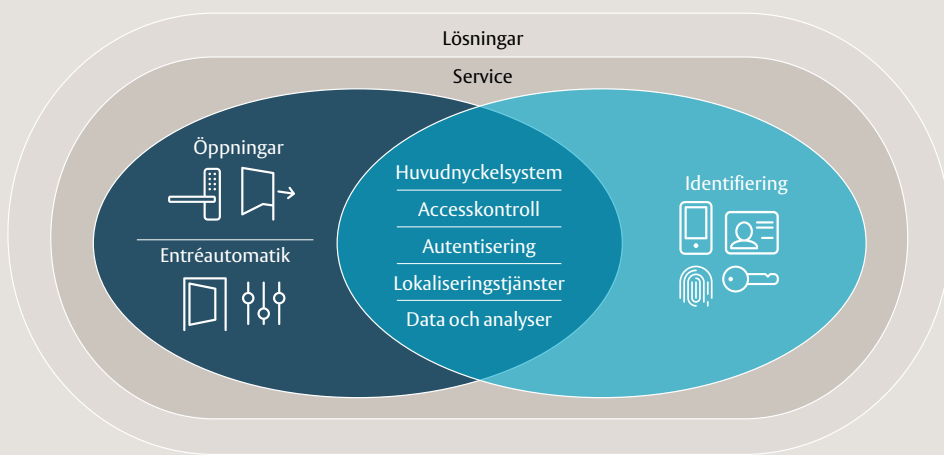 Lösningar
Service
Öppningar
Entréautomatik
Huvudnyckelsystem
Accesskontroll
Autentisering
Lokaliseringstjänster
Data och analyser
Identifiering